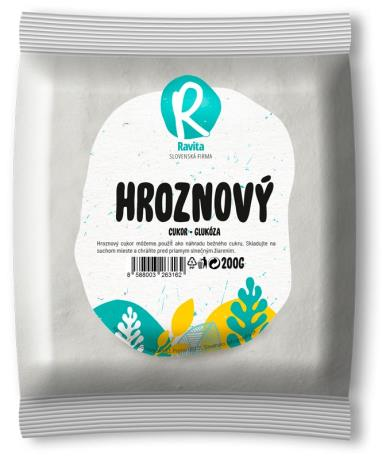 R
Ravita
SLOVENSKÁ FIRMA
HROZNOVÝ
CUKOR - GLUKÓZA
Hroznový cukor môžeme použiť ako náhradu bežného cukru. Skladujte na
suchom mieste a chráňte pred priamym slnečným žiarením.
200G
8 588003 263162